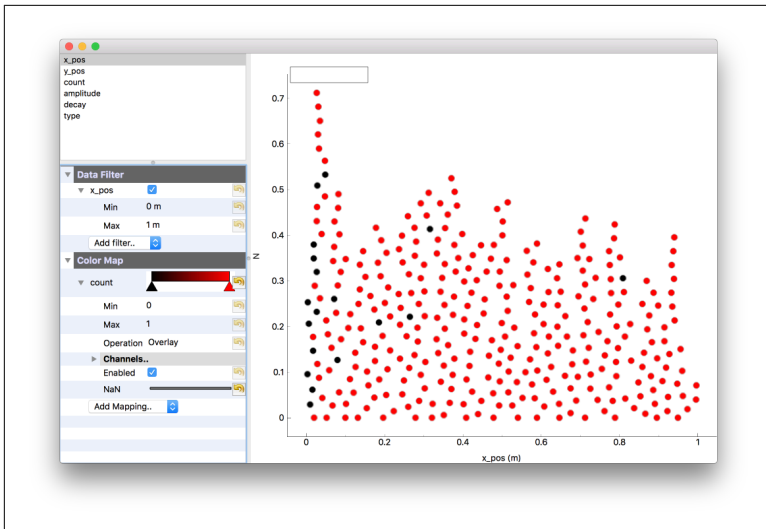 x_pos
y_pos
count
amplitude
decay
type
Data Filter
x_pos
Min 0 m
Max 1 m
Add filter..
Color Map
count
Min 0
Max 1
Operation Overlay
Channels..
Enabled
NaN
Add Mapping..
N
0.7
0.6
0.5
0.4
0.3
0.2
0.1
0
0 0.2 0.4 0.6 0.8 1
x_pos (m)